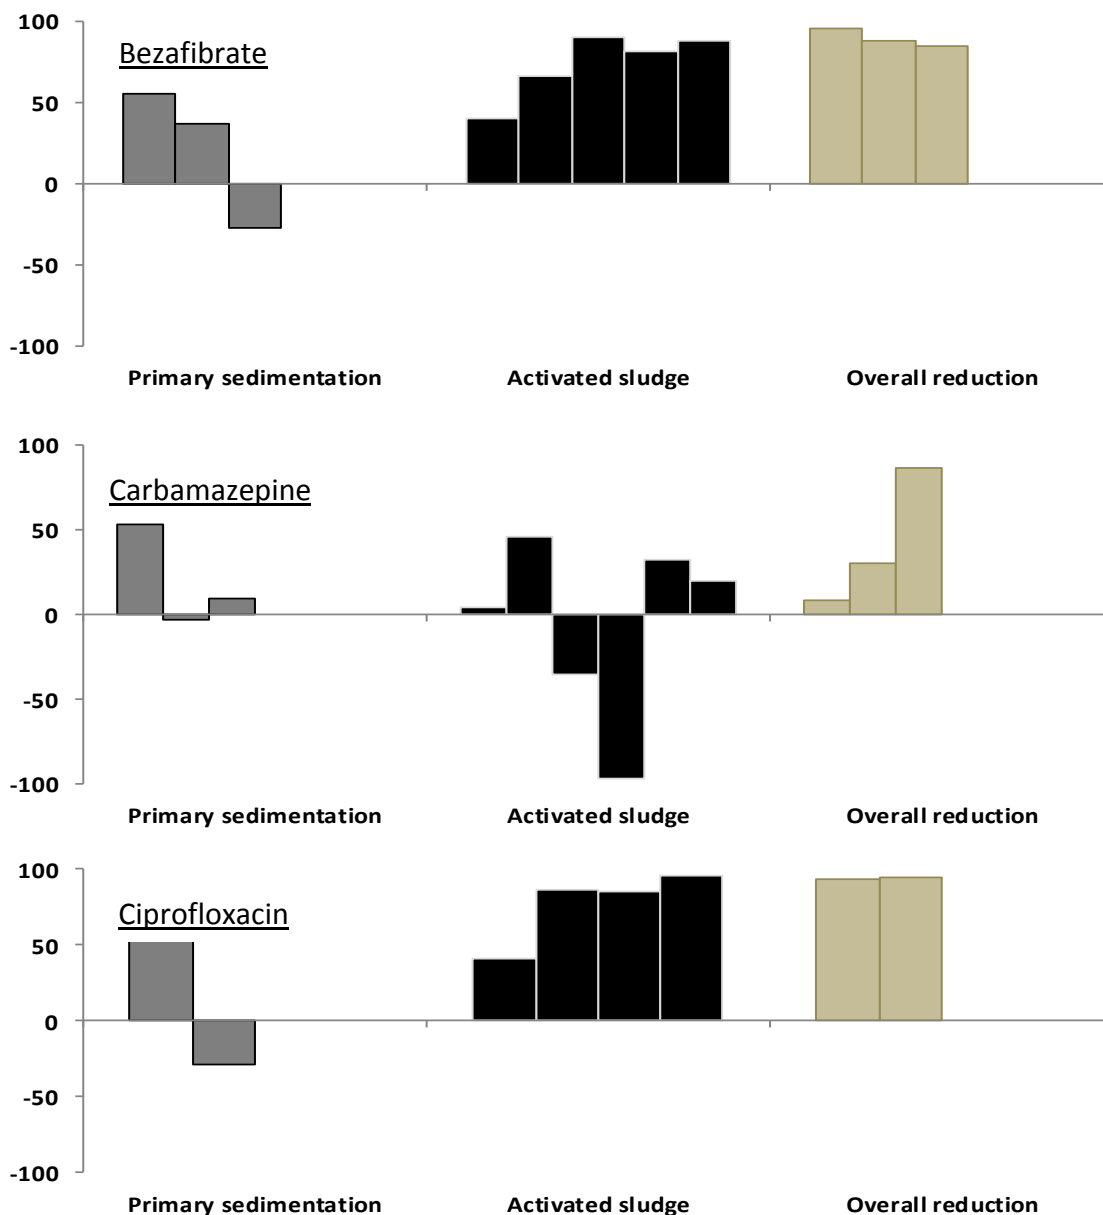 100
Bezafibrate
50
0
-50
-100
Primary sedimentation Activated sludge Overall reduction
100
Carbamazepine
50
0
-50
-100
Primary sedimentation Activated sludge Overall reduction
100
Ciprofloxacin
50
0
-50
-100
Primary sedimentation Activated sludge Overall reduction